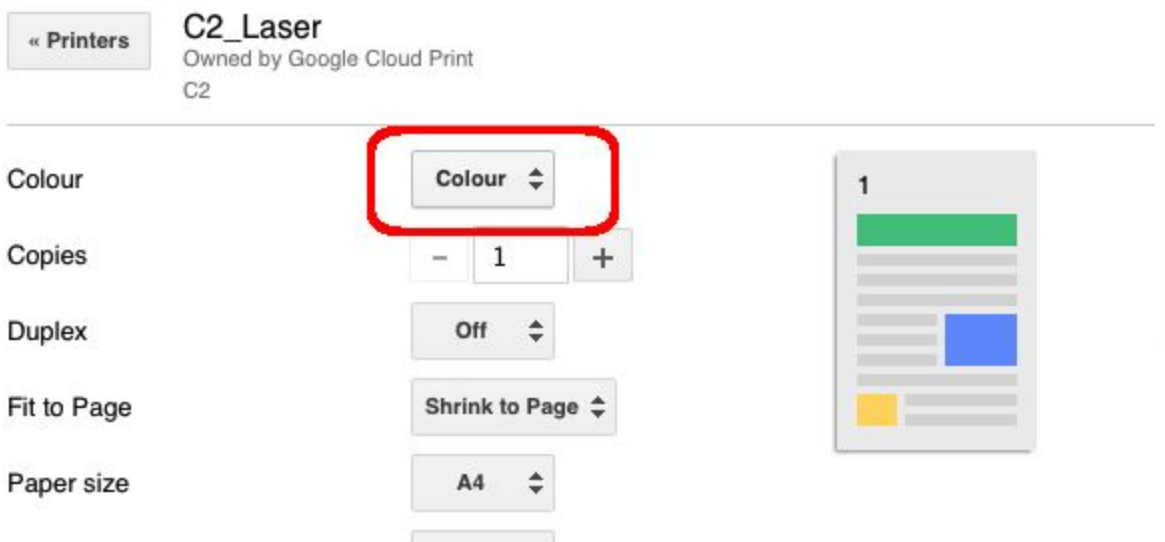 « Printers
C2_Laser
Owned by Google Cloud Print
C2
Colour Colour
1
Copies - 1 +
Duplex Off
Fit to Page Shrink to Page
Paper size A4